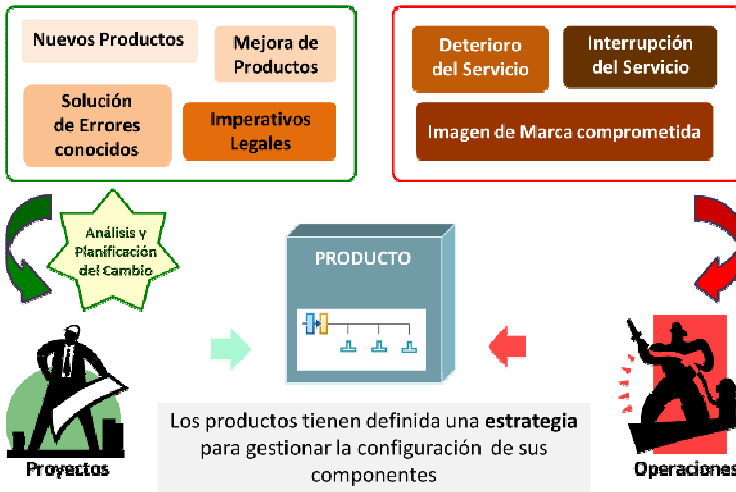 Nuevos Productos
Mejora de
Productos
Solución
de Errores
conocidos
Imperativos
Legales
Deterioro
del Servicio
Interrupción
del Servicio
Imagen de Marca comprometida
Análisis y
Planificación
del Cambio
PRODUCTO
Proyectos
Los productos tienen definida una estrategia
para gestionar la configuración de sus
componentes
Operaciones